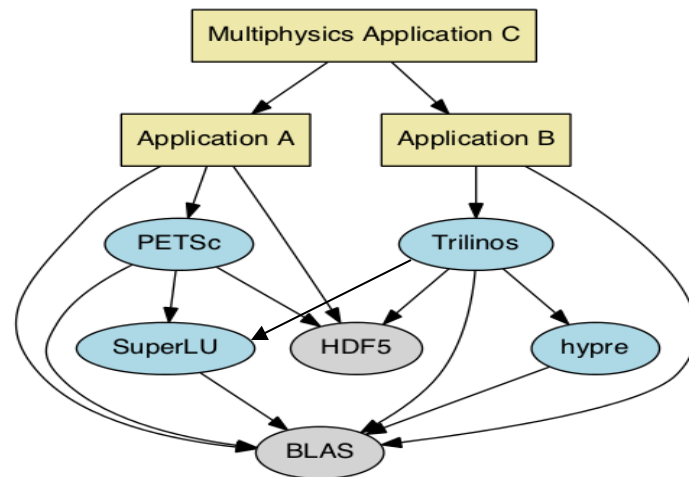 Multiphysics Application C
Application A
Application B
PETSc
Trilinos
SuperLU
HDF5
hypre
BLAS